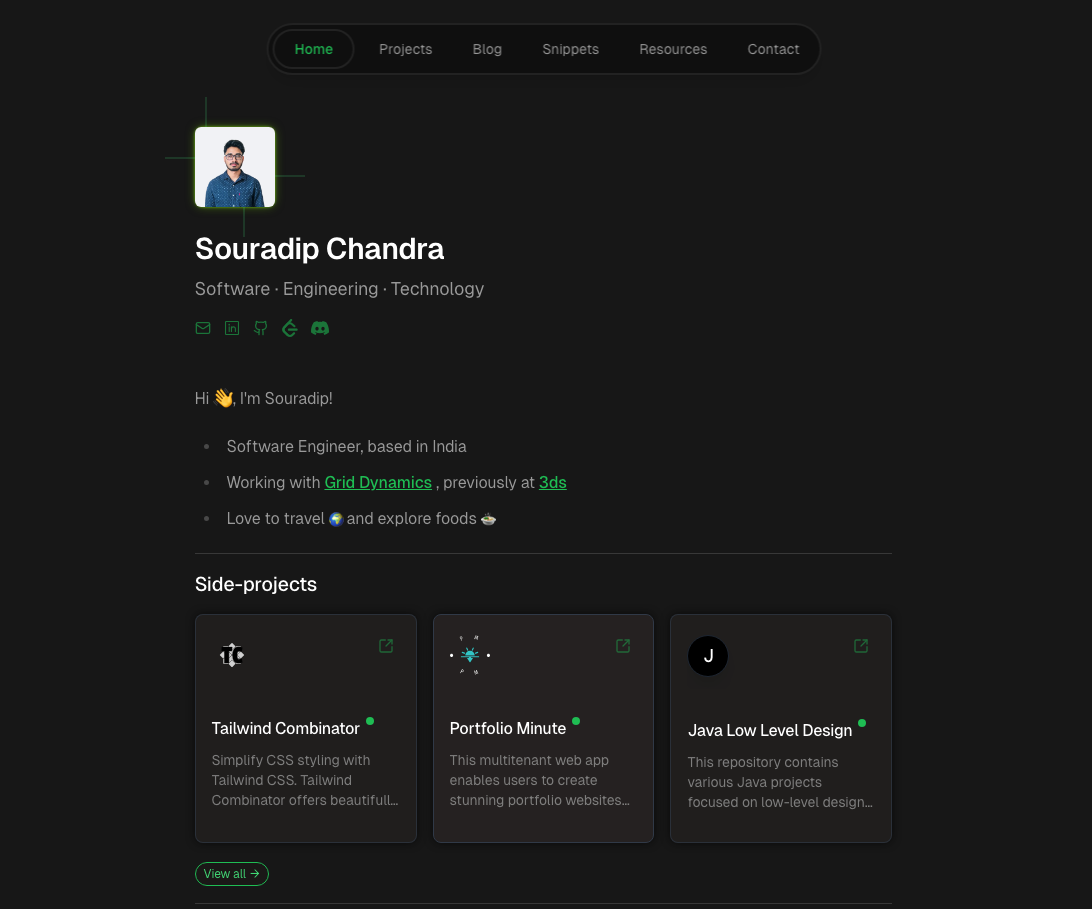 Home Projects Blog Snippets Resources Contact
Souradip Chandra
Software · Engineering · Technology
Hi 👋, I'm Souradip!
Software Engineer, based in India
Working with Grid Dynamics , previously at 3ds
Love to travel 🌍 and explore foods 🍲
Side-projects
TC
Tailwind Combinator
Simplify CSS styling with
Tailwind CSS. Tailwind
Combinator offers beautifull...
Portfolio Minute
This multitenant web app
enables users to create
stunning portfolio websites...
J
Java Low Level Design
This repository contains
various Java projects
focused on low-level design...
View all →